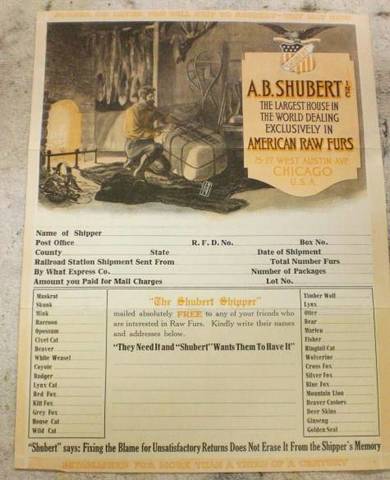 A.B. SHUBERT INC
THE LARGEST HOUSE IN
THE WORLD DEALING
EXCLUSIVELY IN
AMERICAN RAW FURS
25-27 WEST AUSTIN AVE
CHICAGO
U.S.A.
Name of Shipper
Post Office R. F. D. No. Box No.
County State Date of Shipment
Railroad Station Shipment Sent From Total Number Furs
By What Express Co. Number of Packages
Amount you Paid for Mail Charges Lot No.
Muskrat
Skunk
Mink
Raccoon
Opossum
Civet Cat
Beaver
White Weasel
Coyote
Badger
Lynx Cat
Red Fox
Kitt Fox
Grey Fox
House Cat
Wild Cat
"The Shubert Shipper"
mailed absolutely FREE to any of your friends who
are interested in Raw Furs. Kindly write their names
and addresses below.
"They Need It and "Shubert" Wants Them To Have It"
Timber Wolf
Lynx
Otter
Bear
Marten
Fisher
Ringtail Cat
Wolverine
Cross Fox
Silver Fox
Blue Fox
Mountain Lion
Beaver Castors
Deer Skins
Ginseng
Golden Seal
"Shubert" says: Fixing the Blame for Unsatisfactory Returns Does Not Erase It From the Shipper's Memory
ESTABLISHED FOR MORE THAN A THIRD OF A CENTURY